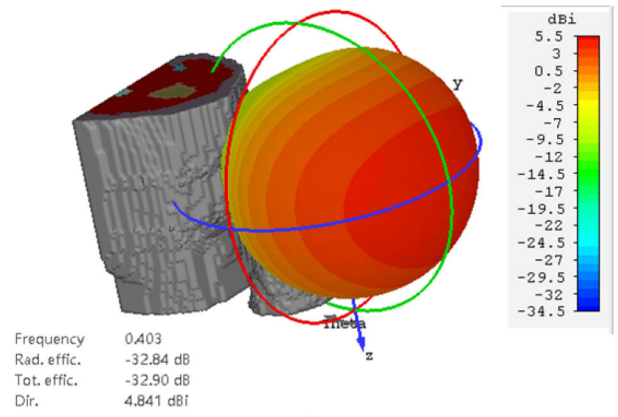 dBi
5.5
3
0.5
-2
-4.5
-7
-9.5
-12
-14.5
-17
-19.5
-22
-24.5
-27
-29.5
-32
-34.5
y
Theta
z
Frequency 0.403
Rad. effic. -32.84 dB
Tot. effic. -32.90 dB
Dir. 4.841 dBi